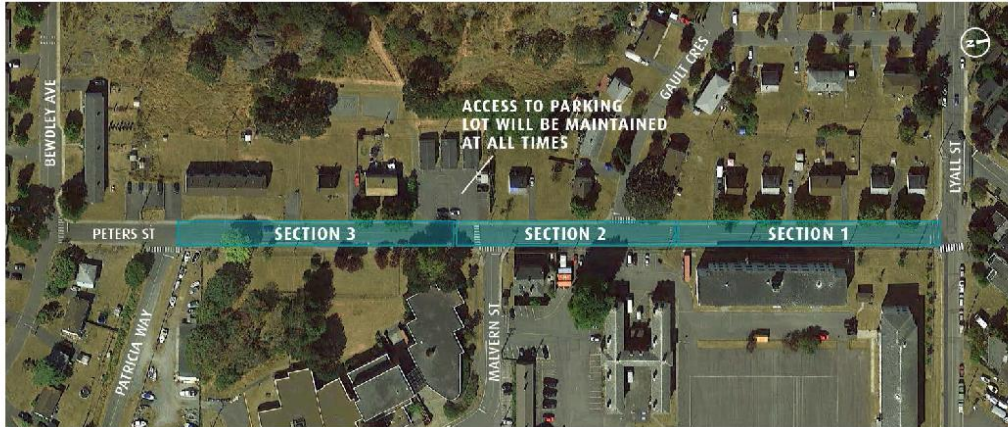 BEWDLEY AVE
GAULT CRES
N
ACCESS TO PARKING
LOT WILL BE MAINTAINED
AT ALL TIMES
LYALL ST
PETERS ST
SECTION 3
SECTION 2
SECTION 1
PATRICIA WAY
MALVERN ST